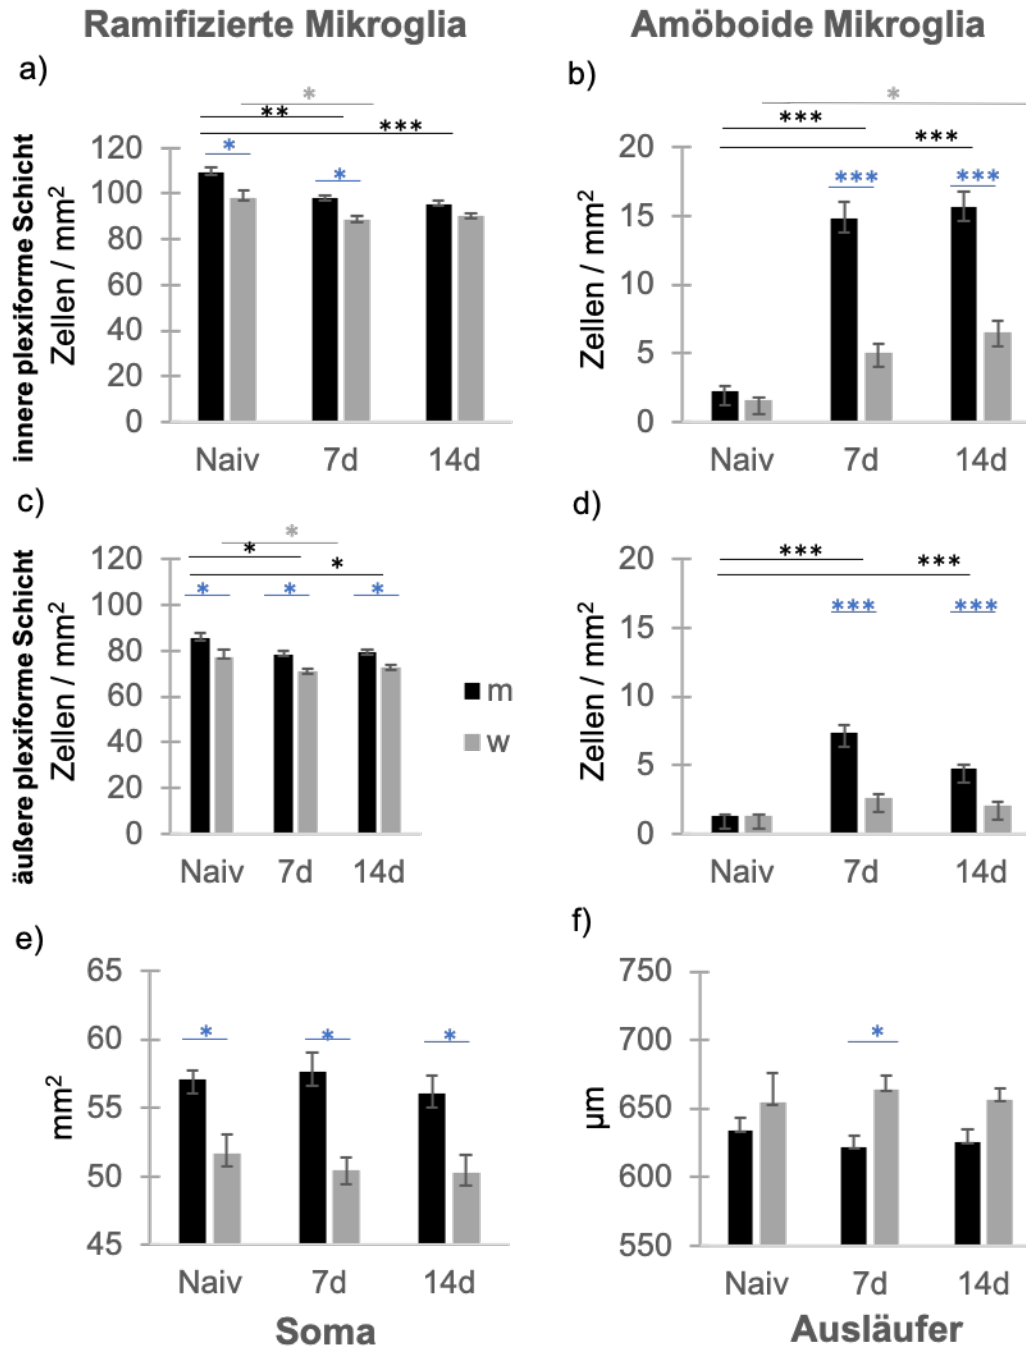 Ramifizierte Mikroglia
Amöboide Mikroglia
a)
b)
innere plexiforme Schicht
Zellen / mm²
120
100
80
60
40
20
0
*
**
***
*
*
Naiv 7d 14d
Zellen / mm²
20
15
10
5
0
*
***
***
***
***
Naiv 7d 14d
c)
d)
äußere plexiforme Schicht
Zellen / mm²
120
100
80
60
40
20
0
*
*
*
*
*
*
Naiv 7d 14d
m
w
Zellen / mm²
20
15
10
5
0
***
***
***
***
Naiv 7d 14d
e)
f)
mm²
65
60
55
50
45
*
*
*
Naiv 7d 14d
Soma
µm
750
700
650
600
550
*
Naiv 7d 14d
Ausläufer